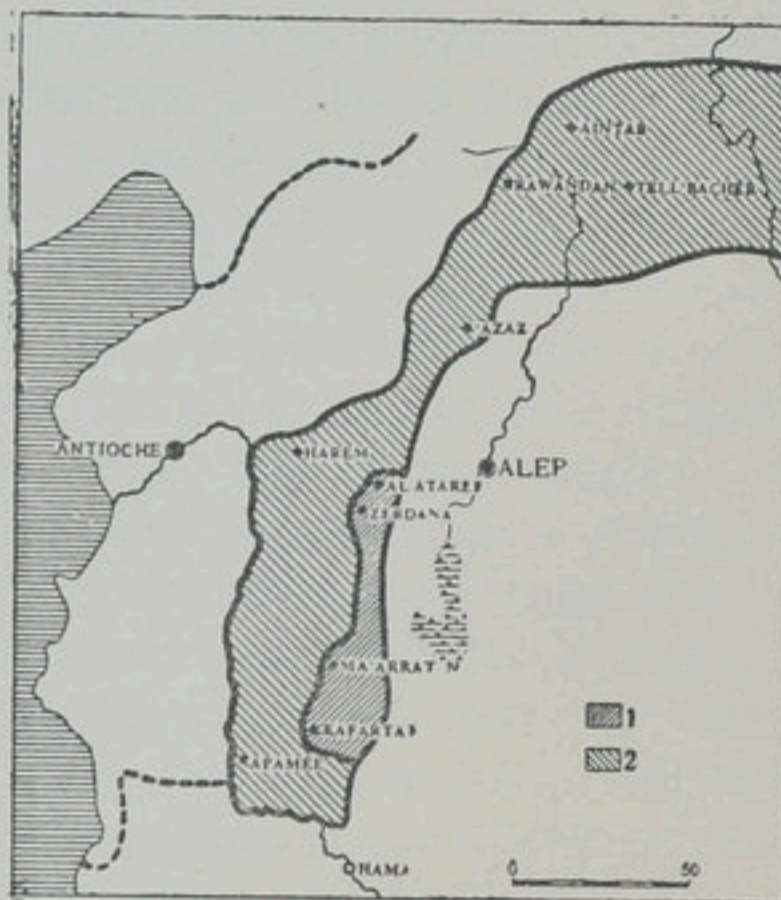 AINTAB
RAWANDAN
TELL BACHER
AZAZ
ANTIOCHE
HAREM
ALEP
AL ATAREB
ZERDANA
MA'ARRAT N
1
KAFARTAB
2
APAMEE
0
50
HAMA